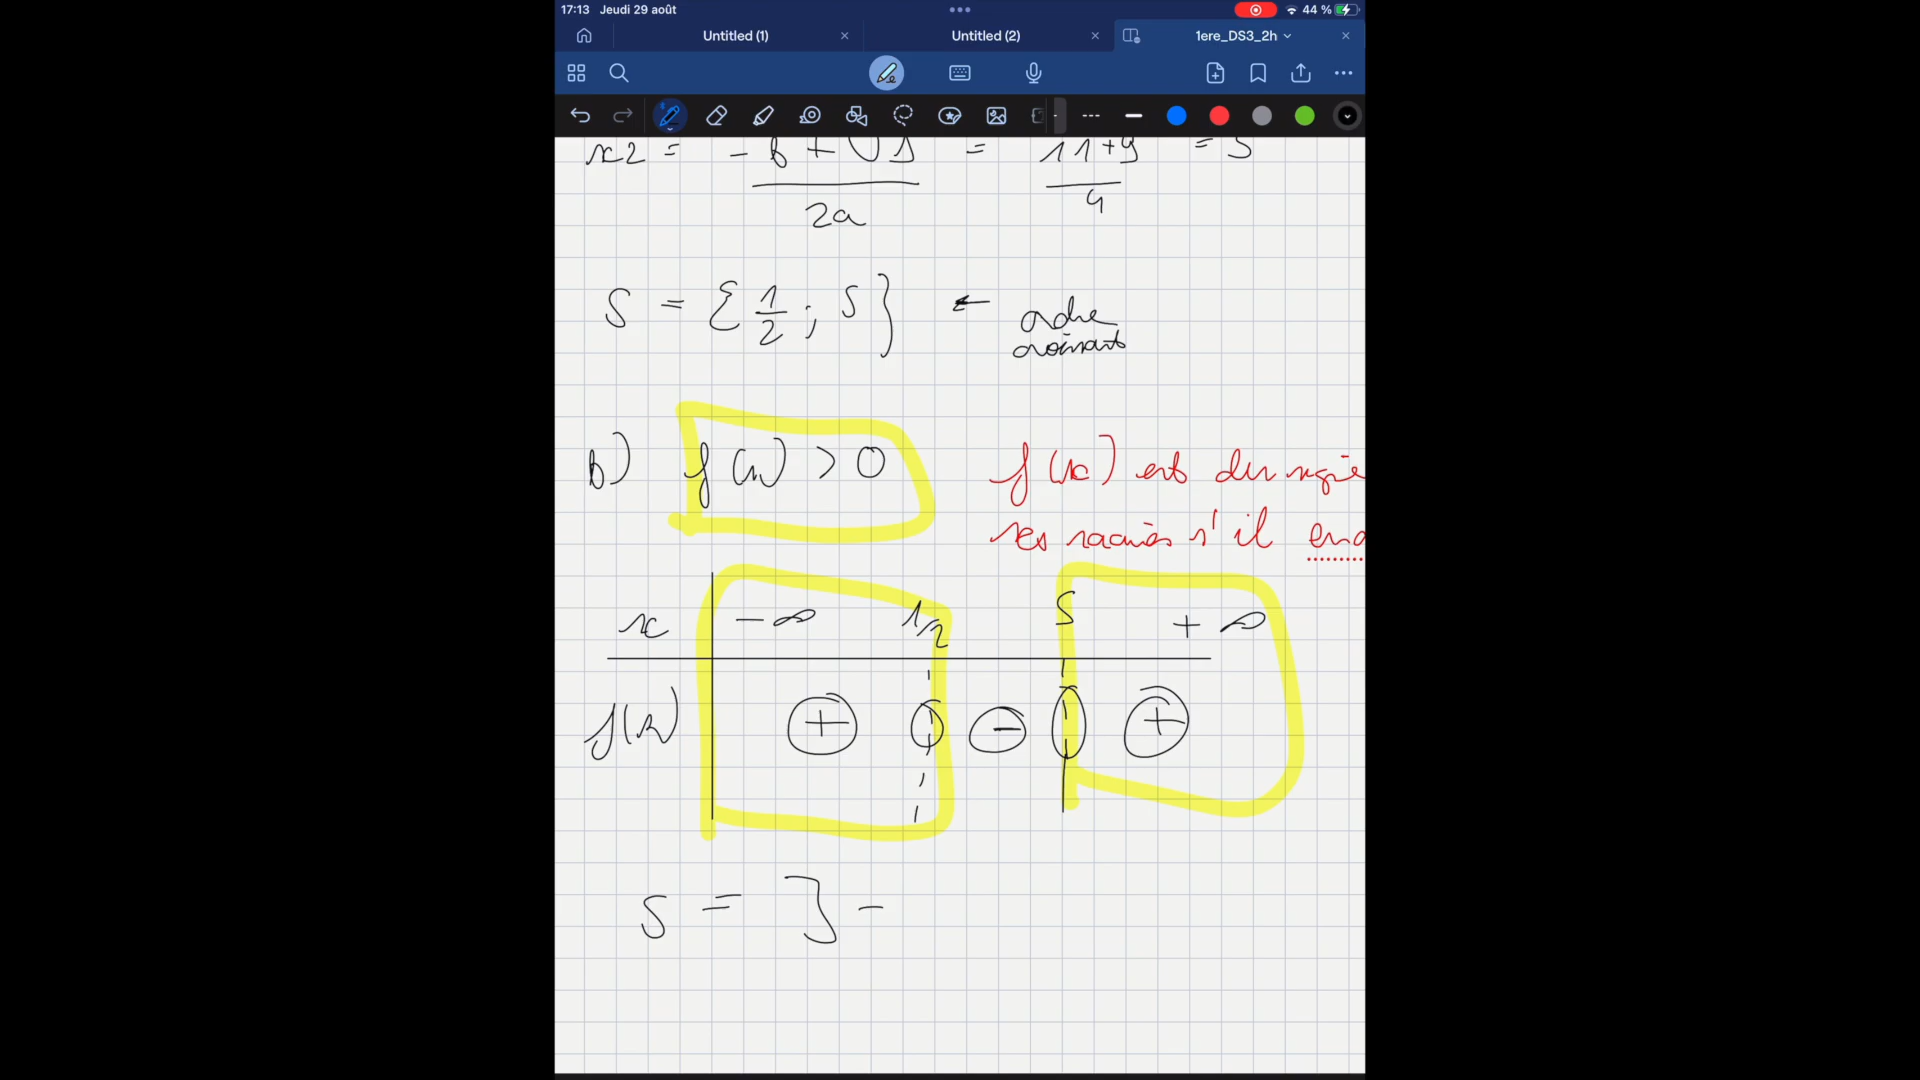 17:13 Jeudi 29 août
44 %
Untitled (1)
Untitled (2)
1ere_DS3_2h
x2 = -b + √Δ / 2a = 11+9 / 4 = 5
S = { 1/2 ; 5 } ← ordre
croissant
b) f(x) > 0
f(x) est du signe
ses racines s'il
x -∞ 1/2 5 + ∞
f(x) + 0 - 0 +
S = ] -